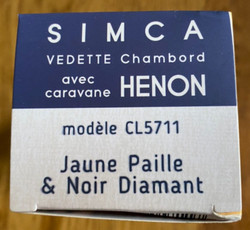 SIMCA
VEDETTE Chambord
avec
caravane HENON
modèle CL5711
Jaune Paille
& Noir Diamant